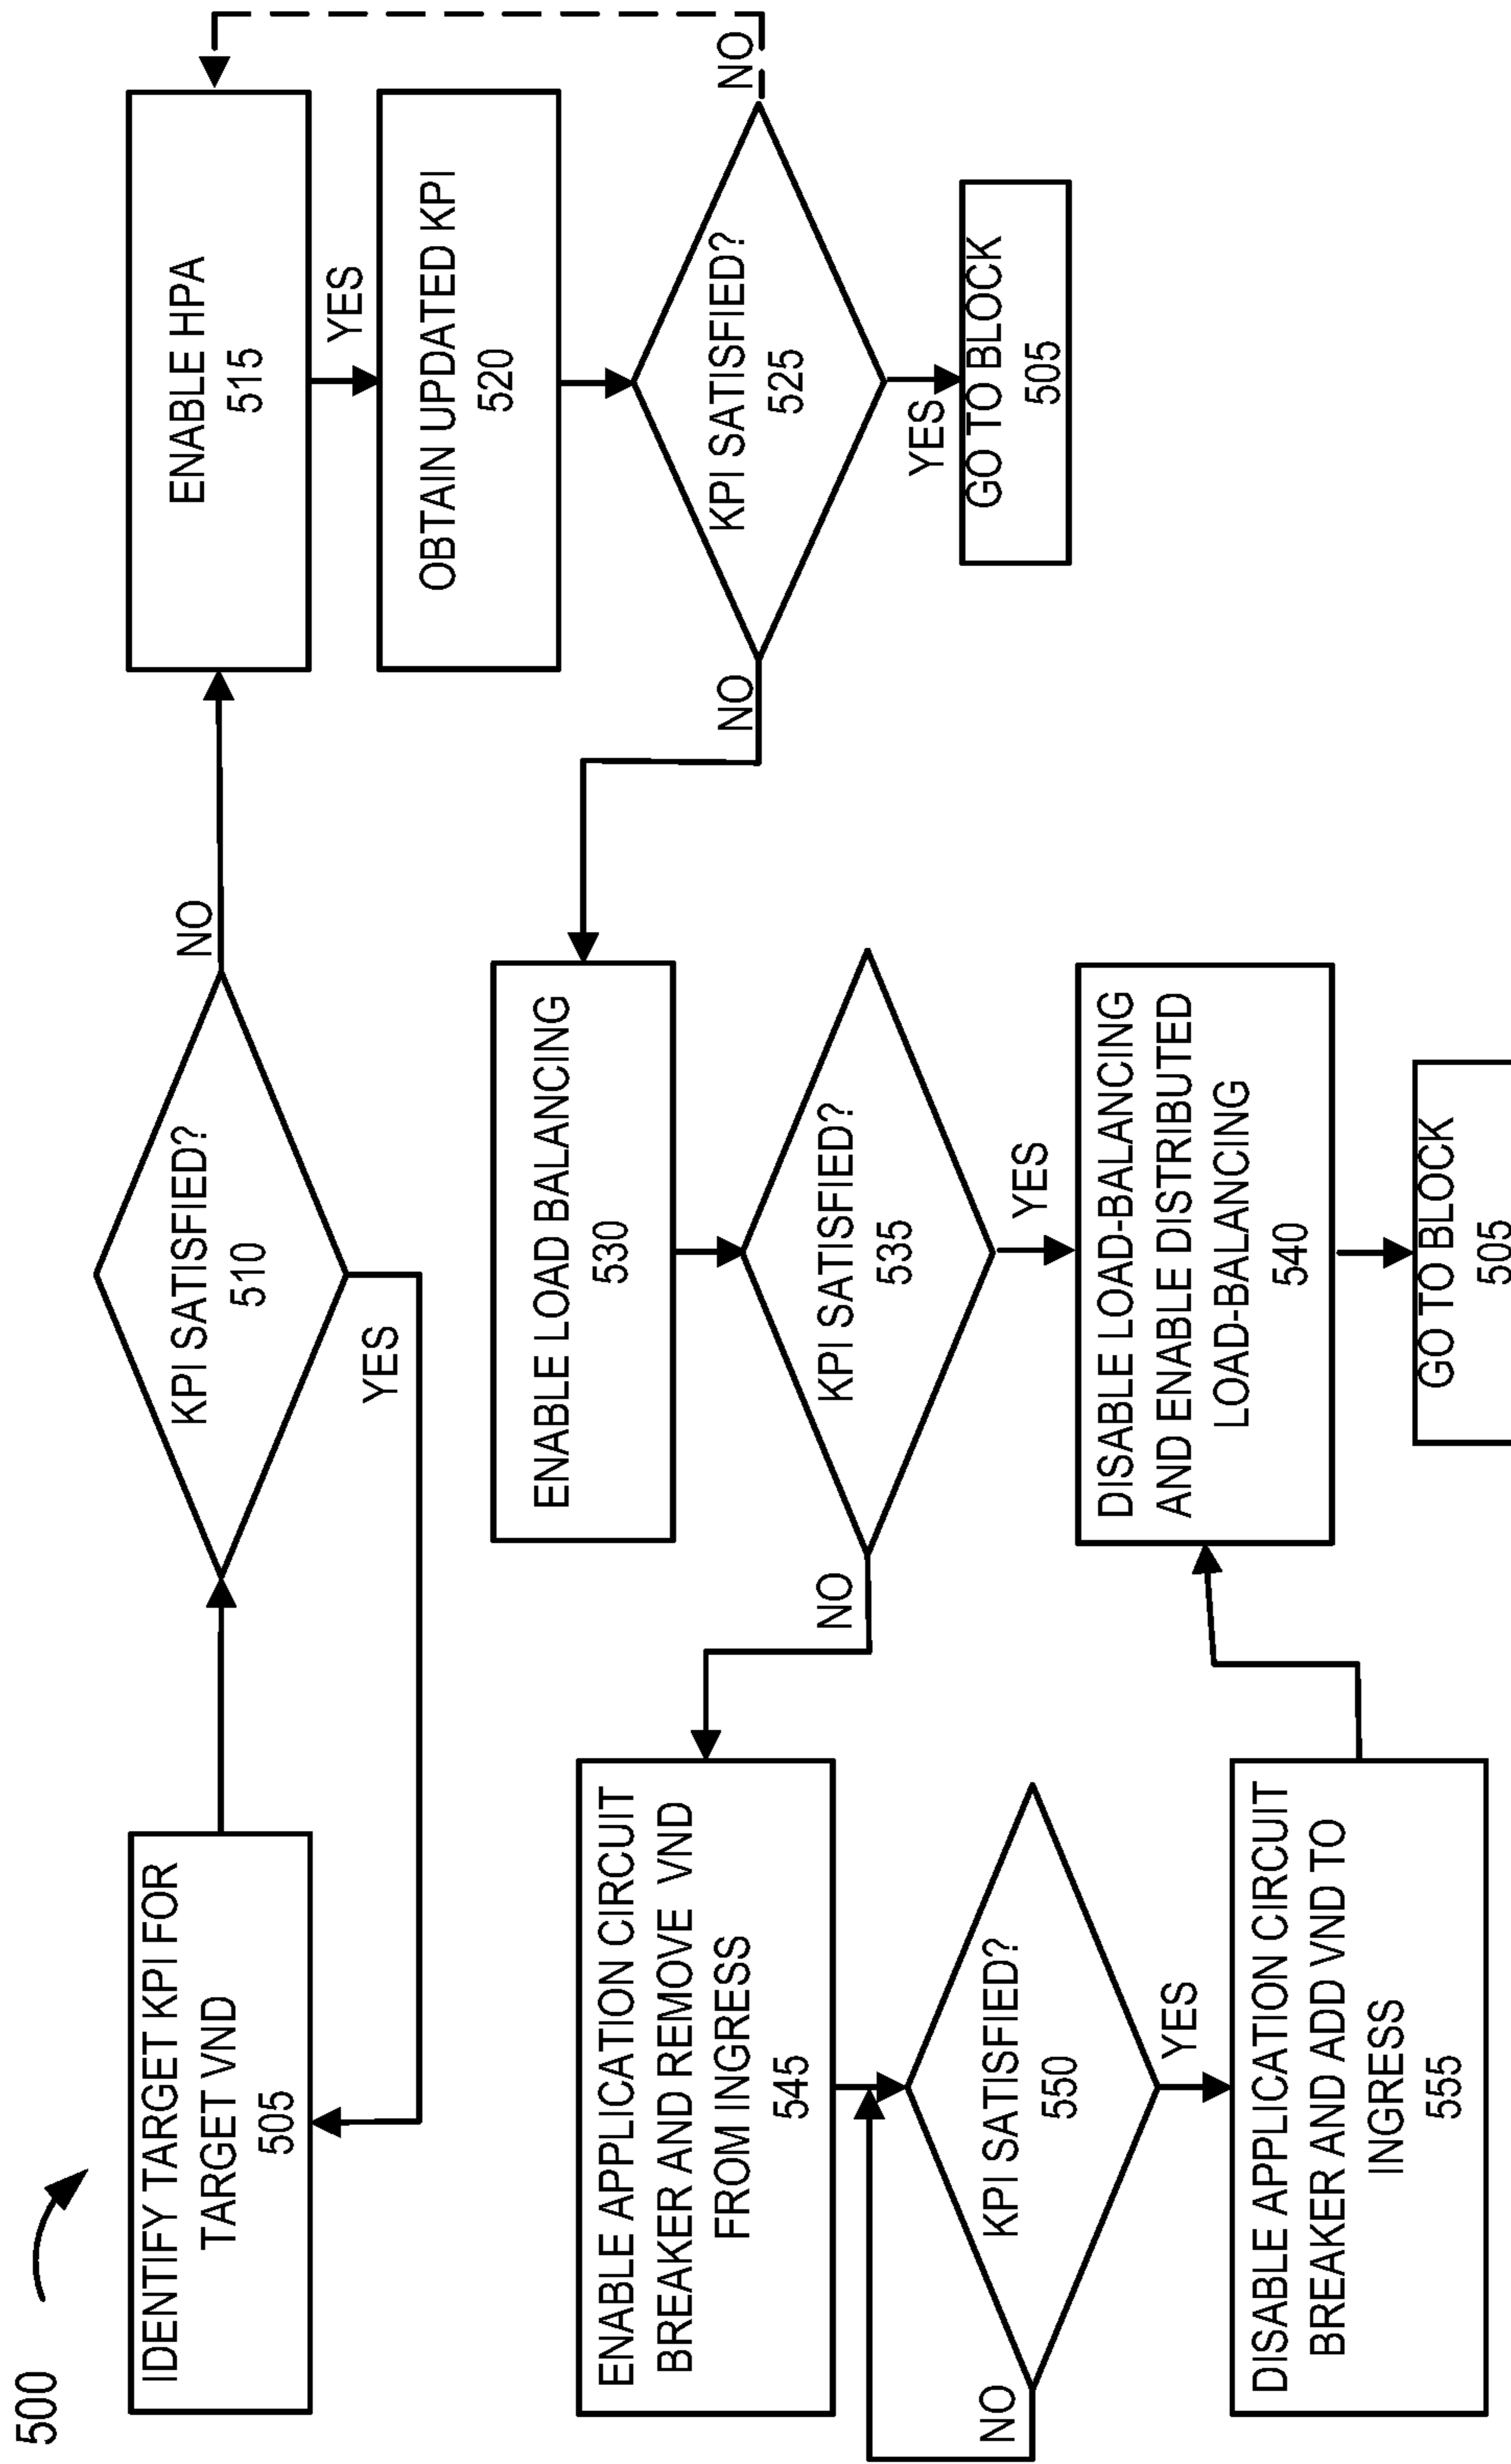 500
IDENTIFY TARGET KPI FOR
TARGET VND
505
KPI SATISFIED?
510
YES
NO
ENABLE HPA
515
YES
OBTAIN UPDATED KPI
520
KPI SATISFIED?
525
NO
NO
YES
GO TO BLOCK
505
ENABLE LOAD BALANCING
530
KPI SATISFIED?
535
NO
YES
DISABLE LOAD-BALANCING
AND ENABLE DISTRIBUTED
LOAD-BALANCING
540
GO TO BLOCK
505
ENABLE APPLICATION CIRCUIT
BREAKER AND REMOVE VND
FROM INGRESS
545
KPI SATISFIED?
550
NO
YES
DISABLE APPLICATION CIRCUIT
BREAKER AND ADD VND TO
INGRESS
555